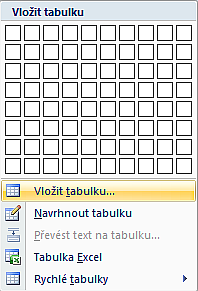 Vložit tabulku
Vložit tabulku...
Navrhnout tabulku
Převést text na tabulku...
Tabulka Excel
Rychlé tabulky